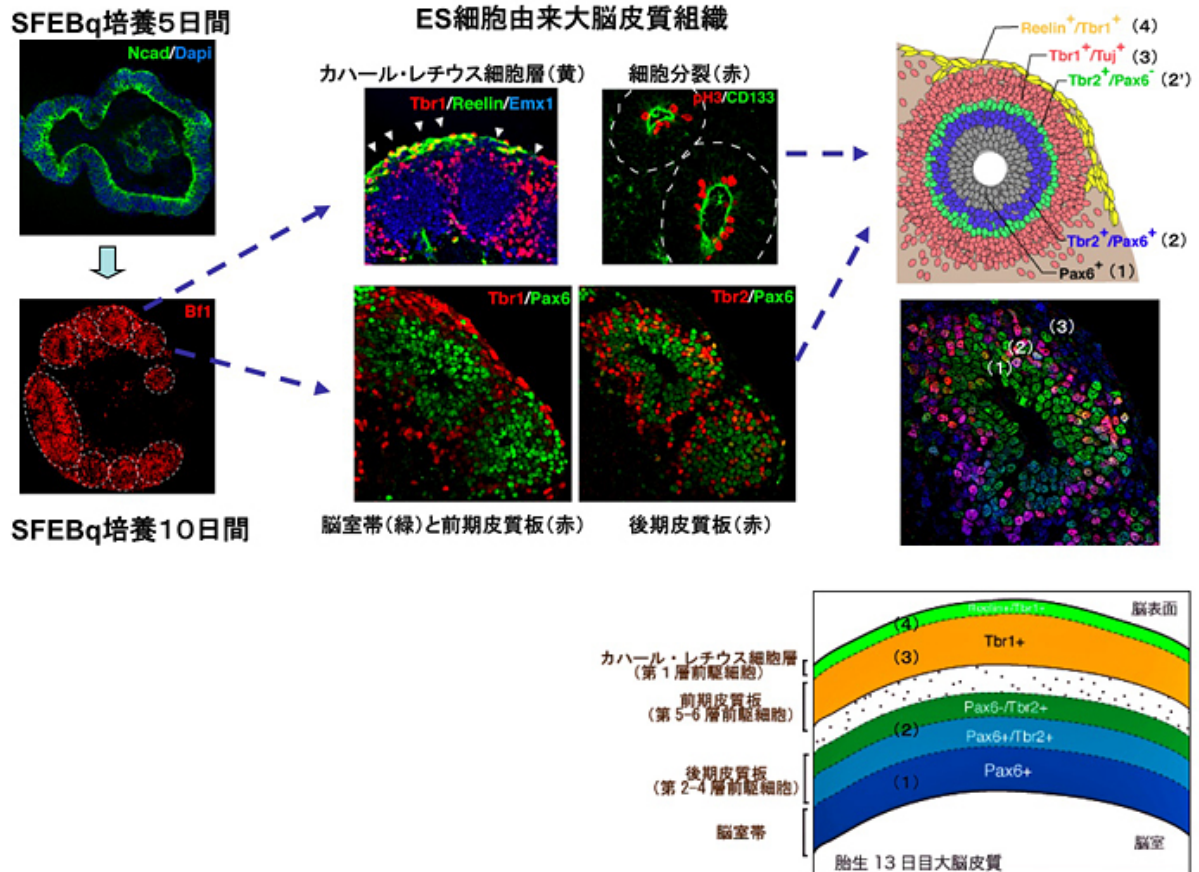 SFEBq培養5日間
ES細胞由来大脳皮質組織
Ncad/Dapi
カハール・レチウス細胞層(黄)
細胞分裂(赤)
Tbr1/Reelin/Emx1
pH3/CD133
Reelin⁺/Tbr1⁺ (4)
Tbr1⁺/Tuj⁺ (3)
Tbr2⁺/Pax6⁻ (2')
Tbr2⁺/Pax6⁺ (2)
Pax6⁺ (1)
Bf1
Tbr1/Pax6
Tbr2/Pax6
(3)
(2)
(1)
SFEBq培養10日間
脳室帯(緑)と前期皮質板(赤)
後期皮質板(赤)
脳表面
Reelin+/Tbr1+
(4)
Tbr1+
(3)
カハール・レチウス細胞層
(第1層前駆細胞)
前期皮質板
(第5-6層前駆細胞)
Pax6-/Tbr2+
(2)
Pax6+/Tbr2+
後期皮質板
(第2-4層前駆細胞)
Pax6+
(1)
脳室帯
脳室
胎生13日目大脳皮質